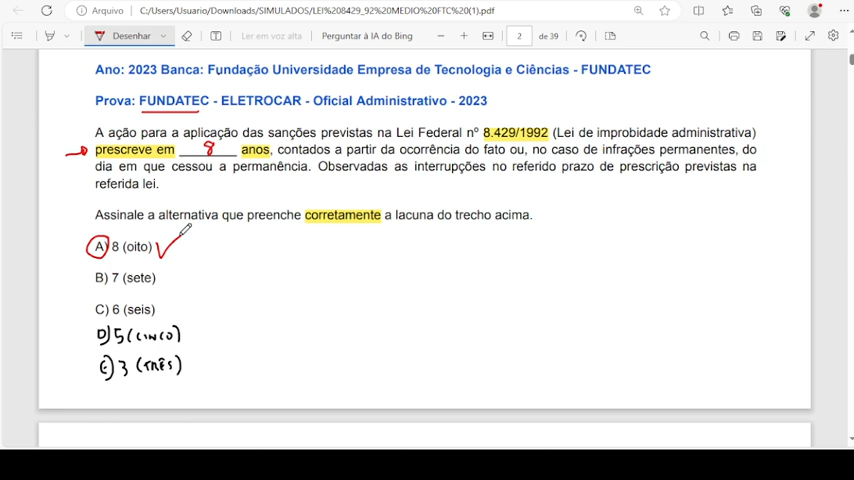 Arquivo
C:/Users/Usuario/Downloads/SIMULADOS/LEI%208429_92%20MEDIO%20FTC%20(1).pdf
Desenhar
Ler em voz alta
Perguntar à IA do Bing
2
de 39
Ano: 2023 Banca: Fundação Universidade Empresa de Tecnologia e Ciências - FUNDATEC
Prova: FUNDATEC - ELETROCAR - Oficial Administrativo - 2023
A ação para a aplicação das sanções previstas na Lei Federal nº 8.429/1992 (Lei de improbidade administrativa)
prescreve em ___8___ anos, contados a partir da ocorrência do fato ou, no caso de infrações permanentes, do
dia em que cessou a permanência. Observadas as interrupções no referido prazo de prescrição previstas na
referida lei.
Assinale a alternativa que preenche corretamente a lacuna do trecho acima.
A) 8 (oito)
B) 7 (sete)
C) 6 (seis)
D) 5 (CINCO)
E) 3 (TRÊS)